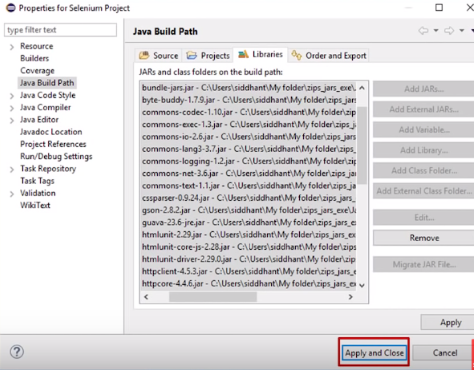 Properties for Selenium Project
type filter text
Resource
Builders
Coverage
Java Build Path
Java Code Style
Java Compiler
Java Editor
Javadoc Location
Project References
Run/Debug Settings
Task Repository
Task Tags
Validation
WikiText
Java Build Path
Source
Projects
Libraries
Order and Export
JARs and class folders on the build path:
bundle-jars.jar - C:\Users\siddhant\My folder\zips_jars_exe\
byte-buddy-1.7.9.jar - C:\Users\siddhant\My folder\zips_jars
commons-codec-1.10.jar - C:\Users\siddhant\My folder\zip
commons-exec-1.3.jar - C:\Users\siddhant\My folder\zips_j
commons-io-2.6.jar - C:\Users\siddhant\My folder\zips_jar
commons-lang3-3.7.jar - C:\Users\siddhant\My folder\zips_
commons-logging-1.2.jar - C:\Users\siddhant\My folder\zip
commons-net-3.6.jar - C:\Users\siddhant\My folder\zips_ja
commons-text-1.1.jar - C:\Users\siddhant\My folder\zips_ja
cssparser-0.9.24.jar - C:\Users\siddhant\My folder\zips_jar
gson-2.8.2.jar - C:\Users\siddhant\My folder\zips_jars_exe\
guava-23.6-jre.jar - C:\Users\siddhant\My folder\zips_jars_
htmlunit-2.29.jar - C:\Users\siddhant\My folder\zips_jars_e
htmlunit-core-js-2.28.jar - C:\Users\siddhant\My folder\zip
htmlunit-driver-2.29.0.jar - C:\Users\siddhant\My folder\zi
httpclient-4.5.3.jar - C:\Users\siddhant\My folder\zips_jars_
httpcore-4.4.6.jar - C:\Users\siddhant\My folder\zips_jars_e
Add JARs...
Add External JARs...
Add Variable...
Add Library...
Add Class Folder...
Add External Class Folder...
Edit...
Remove
Migrate JAR File...
Apply
Apply and Close
Cancel